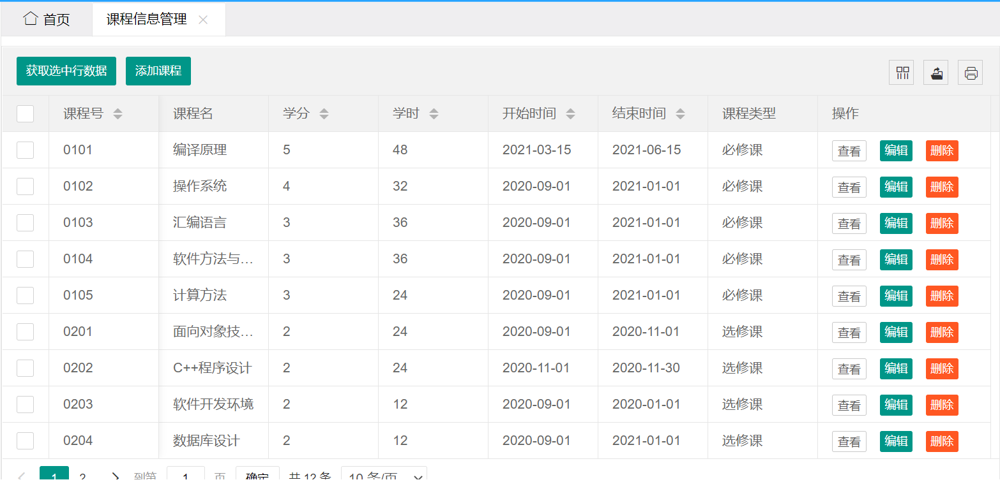 首页 课程信息管理
获取选中行数据 添加课程
课程号 课程名 学分 学时 开始时间 结束时间 课程类型 操作
0101 编译原理 5 48 2021-03-15 2021-06-15 必修课 查看 编辑 删除
0102 操作系统 4 32 2020-09-01 2021-01-01 必修课 查看 编辑 删除
0103 汇编语言 3 36 2020-09-01 2021-01-01 必修课 查看 编辑 删除
0104 软件方法与... 3 36 2020-09-01 2021-01-01 必修课 查看 编辑 删除
0105 计算方法 3 24 2020-09-01 2021-01-01 必修课 查看 编辑 删除
0201 面向对象技... 2 24 2020-09-01 2020-11-01 选修课 查看 编辑 删除
0202 C++程序设计 2 24 2020-11-01 2020-11-30 选修课 查看 编辑 删除
0203 软件开发环境 2 12 2020-09-01 2020-01-01 选修课 查看 编辑 删除
0204 数据库设计 2 12 2020-09-01 2021-01-01 选修课 查看 编辑 删除
1 2 到第 1 页 确定 共 12 条 10 条/页